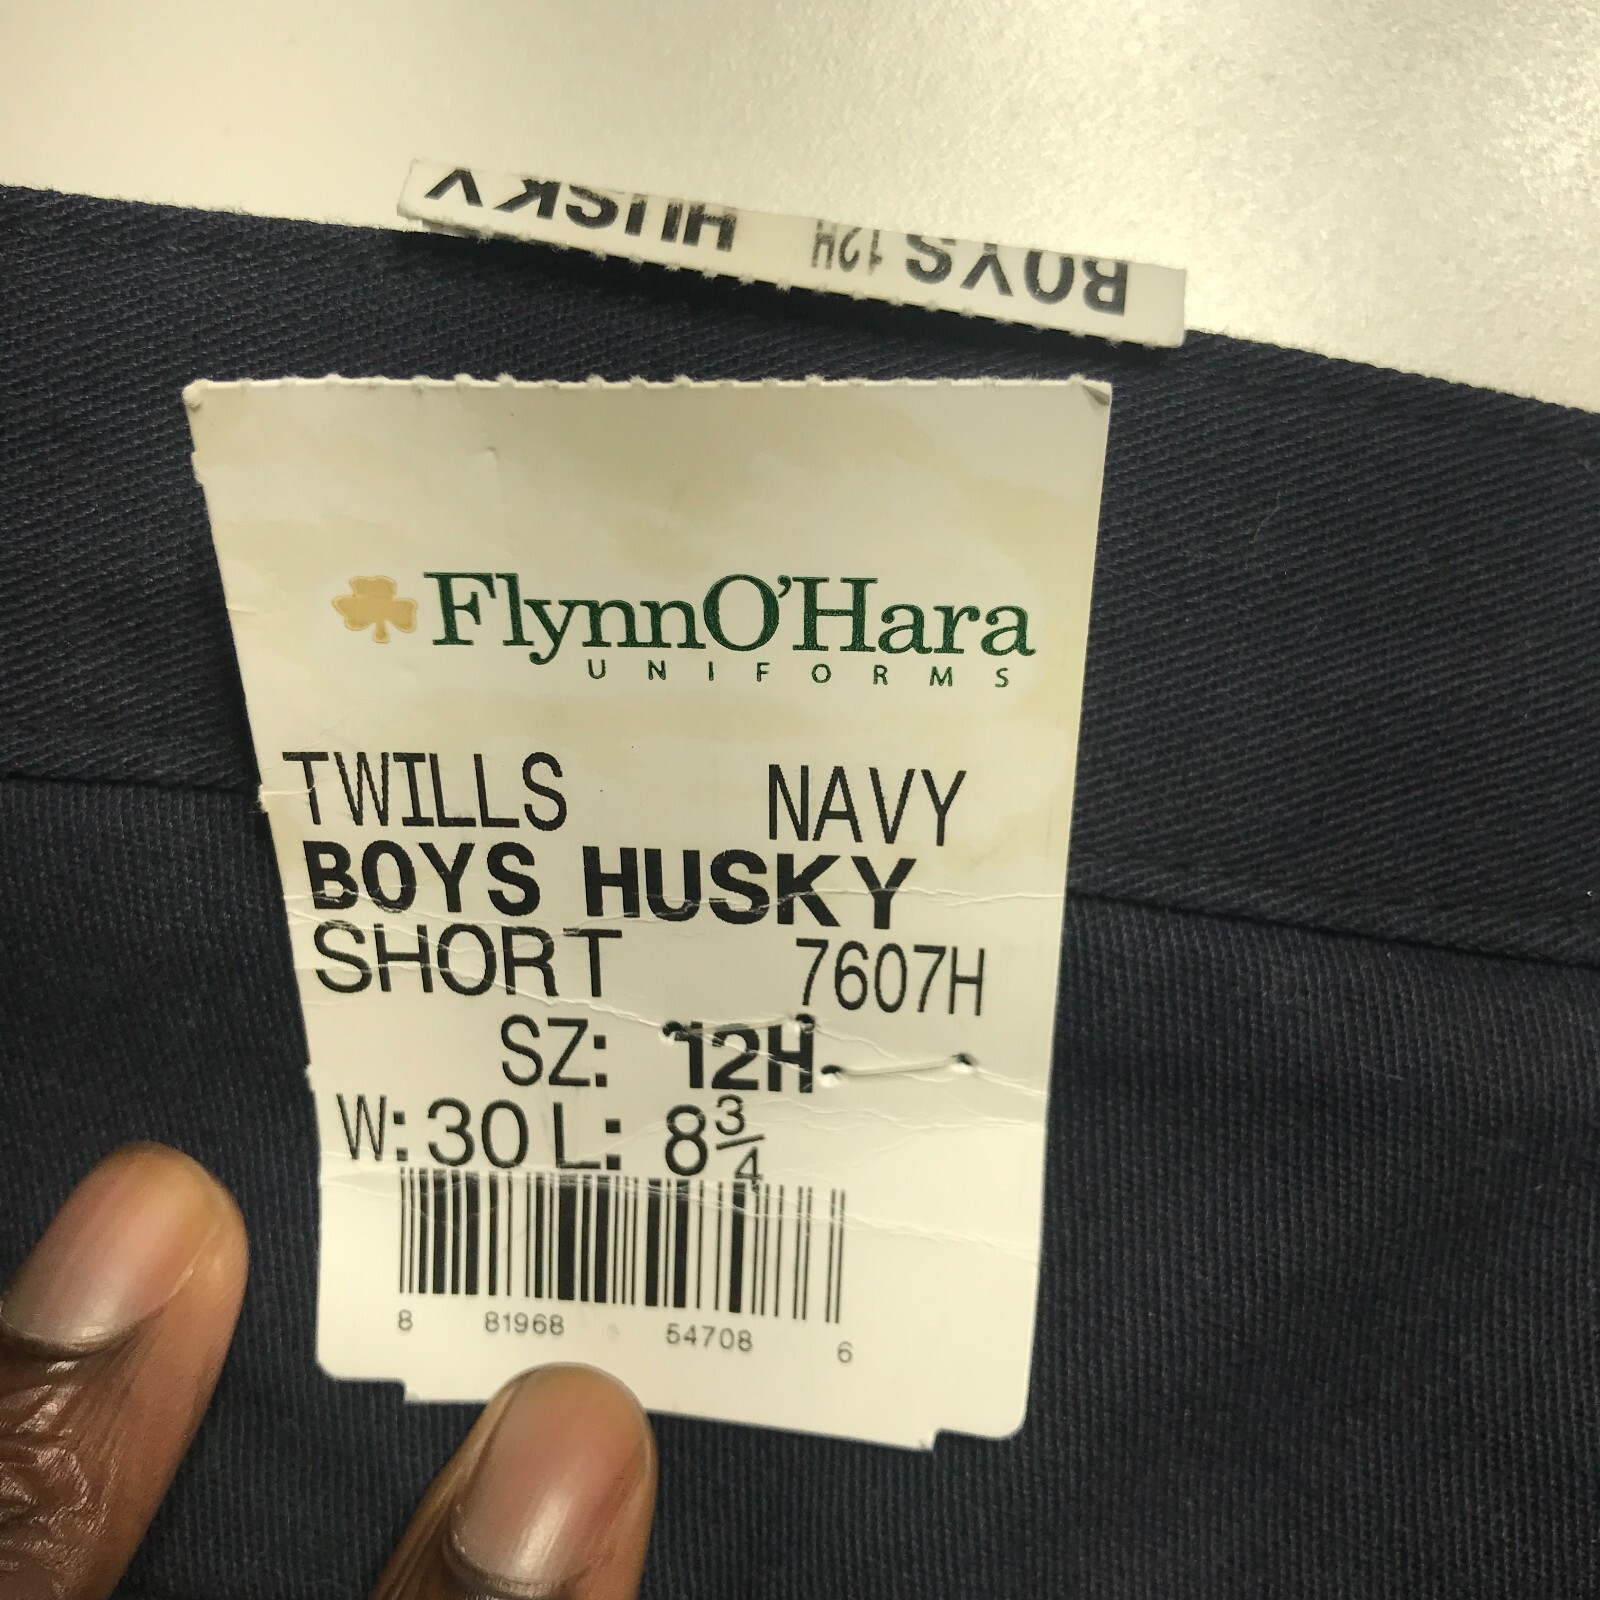 BOYS 12H HUSKY
FlynnO'Hara
UNIFORMS
TWILLS NAVY
BOYS HUSKY
SHORT 7607H
SZ: 12H
W: 30 L: 8 3/4
8 81968 54708 6